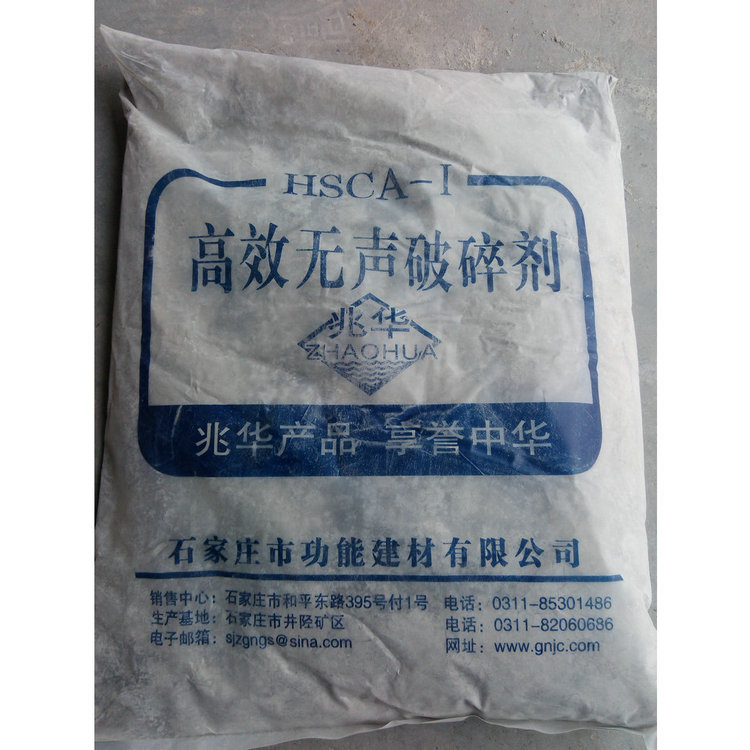 HSCA-I
高效无声破碎剂
兆华
ZHAOHUA
兆华产品 享誉中华
石家庄市功能建材有限公司
销售中心：石家庄市和平东路395号付1号 电话：0311-85301486
生产基地：石家庄市井陉矿区 电话：0311-82060686
电子邮箱：sjzgngs@sina.com 网址：www.gnjc.com